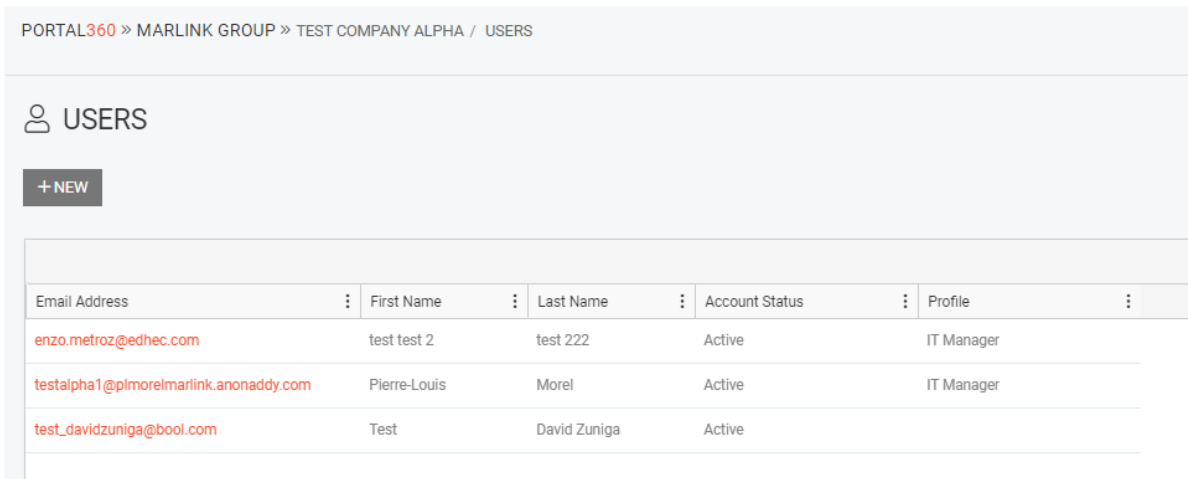 PORTAL360 » MARLINK GROUP » TEST COMPANY ALPHA / USERS
USERS
+NEW
Email Address First Name Last Name Account Status Profile
enzo.metroz@edhec.com test test 2 test 222 Active IT Manager
testalpha1@plmorelmarlink.anonaddy.com Pierre-Louis Morel Active IT Manager
test_davidzuniga@bool.com Test David Zuniga Active